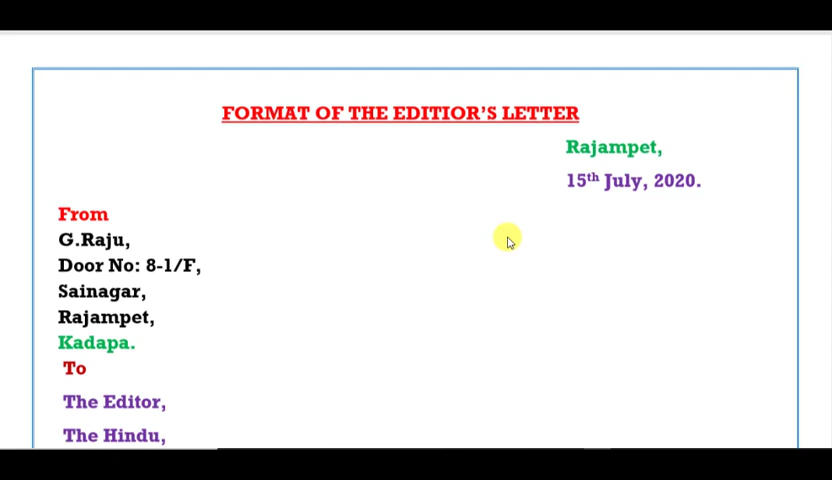 FORMAT OF THE EDITIOR'S LETTER
Rajampet,
15th July, 2020.
From
G.Raju,
Door No: 8-1/F,
Sainagar,
Rajampet,
Kadapa.
To
The Editor,
The Hindu,